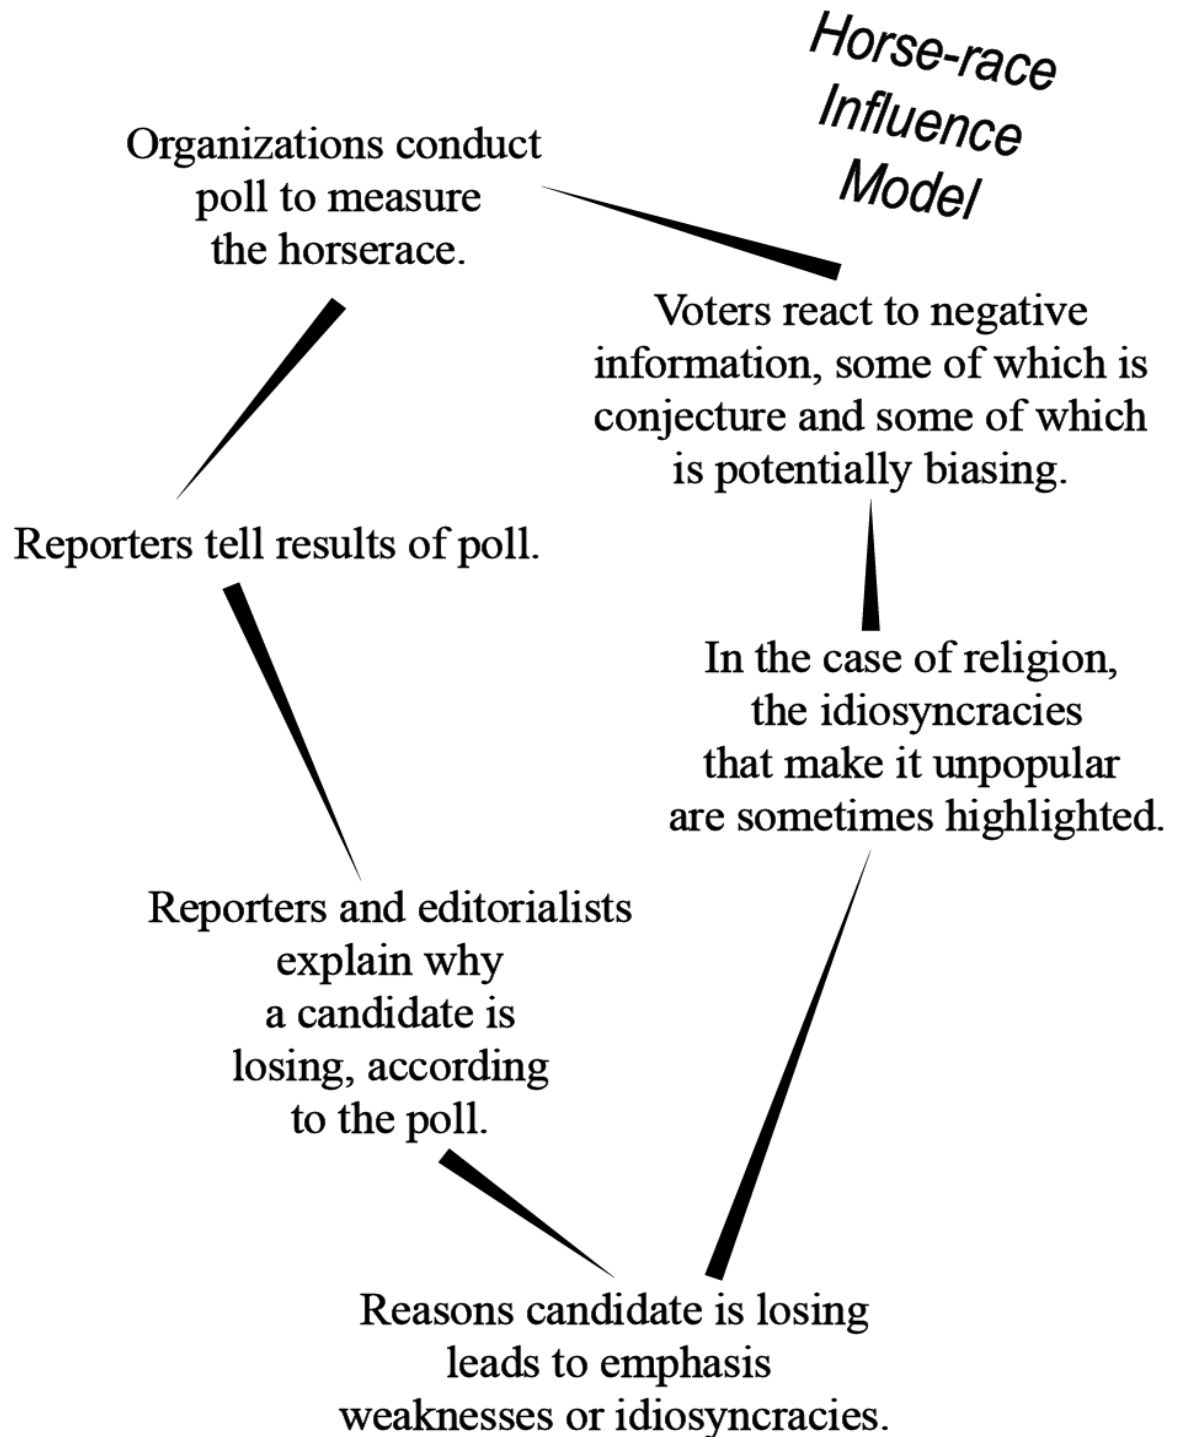 Horse-race
Influence
Model
Organizations conduct
poll to measure
the horserace.
Reporters tell results of poll.
Reporters and editorialists
explain why
a candidate is
losing, according
to the poll.
Reasons candidate is losing
leads to emphasis
weaknesses or idiosyncracies.
In the case of religion,
the idiosyncracies
that make it unpopular
are sometimes highlighted.
Voters react to negative
information, some of which is
conjecture and some of which
is potentially biasing.